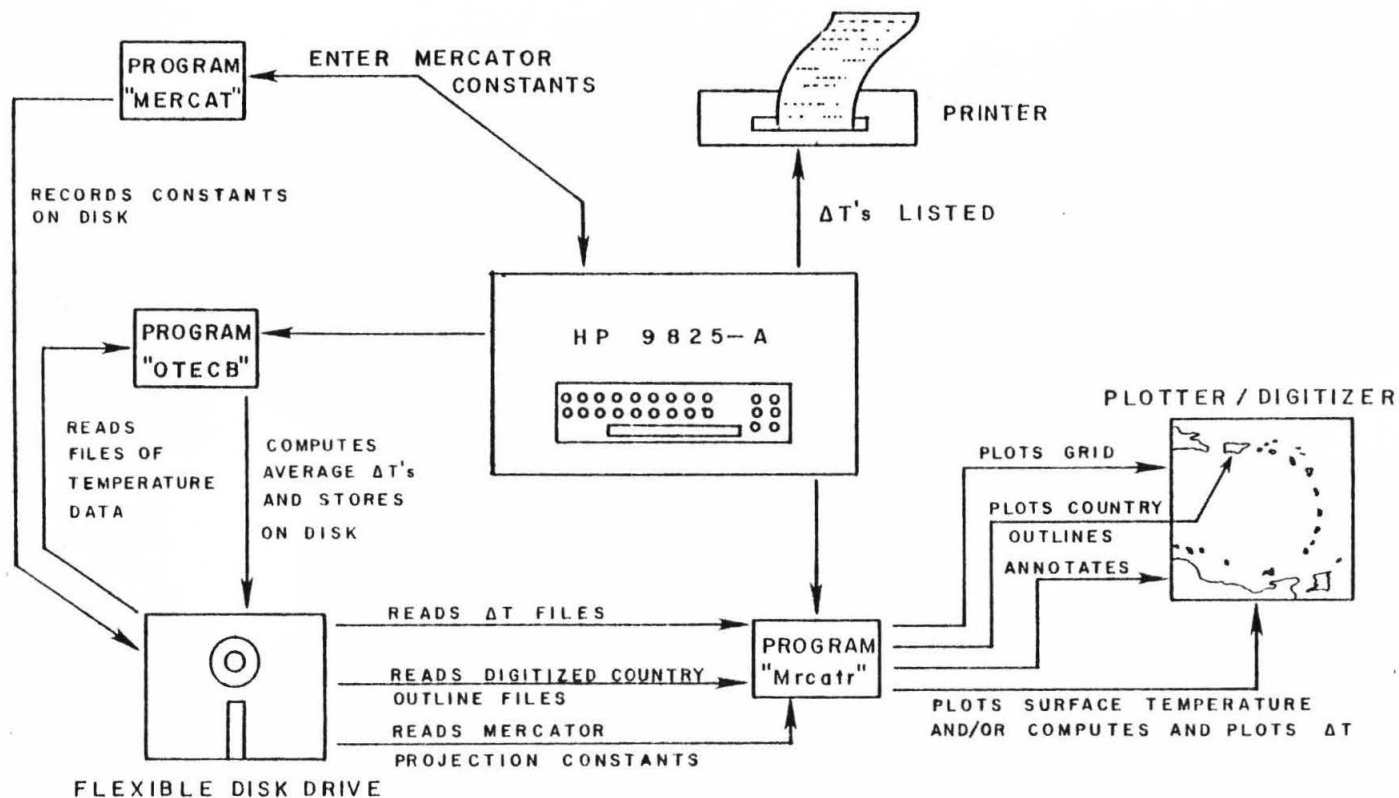 PROGRAM
"MERCAT"
ENTER MERCATOR
CONSTANTS
PRINTER
RECORDS CONSTANTS
ON DISK
ΔT's LISTED
PROGRAM
"OTECB"
HP 9825-A
READS
FILES OF
TEMPERATURE
DATA
COMPUTES
AVERAGE ΔT's
AND STORES
ON DISK
PLOTTER / DIGITIZER
PLOTS GRID
PLOTS COUNTRY
OUTLINES
ANNOTATES
READS ΔT FILES
READS DIGITIZED COUNTRY
OUTLINE FILES
READS MERCATOR
PROJECTION CONSTANTS
PROGRAM
"Mrcatr"
PLOTS SURFACE TEMPERATURE
AND/OR COMPUTES AND PLOTS ΔT
FLEXIBLE DISK DRIVE